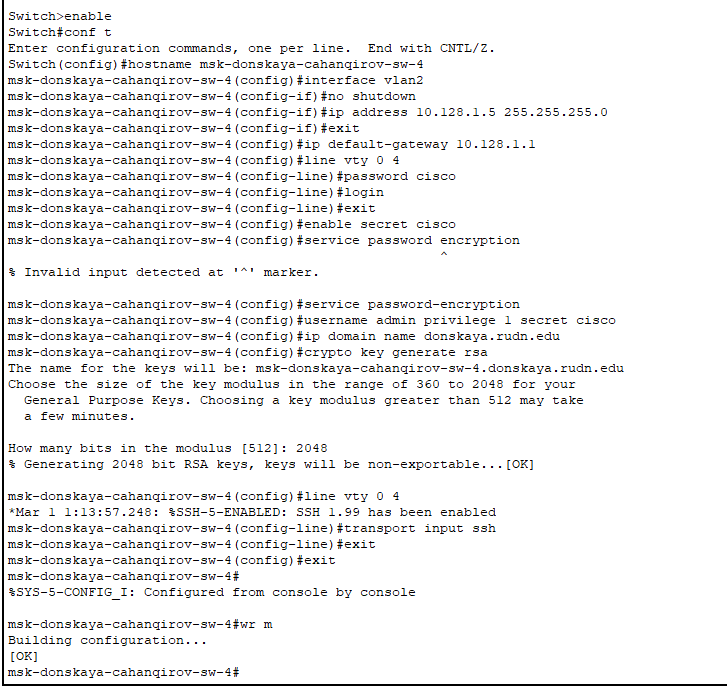 Switch>enable
Switch#conf t
Enter configuration commands, one per line.  End with CNTL/Z.
Switch(config)#hostname msk-donskaya-cahanqirov-sw-4
msk-donskaya-cahanqirov-sw-4(config)#interface vlan2
msk-donskaya-cahanqirov-sw-4(config-if)#no shutdown
msk-donskaya-cahanqirov-sw-4(config-if)#ip address 10.128.1.5 255.255.255.0
msk-donskaya-cahanqirov-sw-4(config-if)#exit
msk-donskaya-cahanqirov-sw-4(config)#ip default-gateway 10.128.1.1
msk-donskaya-cahanqirov-sw-4(config)#line vty 0 4
msk-donskaya-cahanqirov-sw-4(config-line)#password cisco
msk-donskaya-cahanqirov-sw-4(config-line)#login
msk-donskaya-cahanqirov-sw-4(config-line)#exit
msk-donskaya-cahanqirov-sw-4(config)#enable secret cisco
msk-donskaya-cahanqirov-sw-4(config)#service password encryption
^
% Invalid input detected at '^' marker.
msk-donskaya-cahanqirov-sw-4(config)#service password-encryption
msk-donskaya-cahanqirov-sw-4(config)#username admin privilege 1 secret cisco
msk-donskaya-cahanqirov-sw-4(config)#ip domain name donskaya.rudn.edu
msk-donskaya-cahanqirov-sw-4(config)#crypto key generate rsa
The name for the keys will be: msk-donskaya-cahanqirov-sw-4.donskaya.rudn.edu
Choose the size of the key modulus in the range of 360 to 2048 for your
General Purpose Keys. Choosing a key modulus greater than 512 may take
a few minutes.
How many bits in the modulus [512]: 2048
% Generating 2048 bit RSA keys, keys will be non-exportable...[OK]
msk-donskaya-cahanqirov-sw-4(config)#line vty 0 4
*Mar 1 1:13:57.248: %SSH-5-ENABLED: SSH 1.99 has been enabled
msk-donskaya-cahanqirov-sw-4(config-line)#transport input ssh
msk-donskaya-cahanqirov-sw-4(config-line)#exit
msk-donskaya-cahanqirov-sw-4(config)#exit
msk-donskaya-cahanqirov-sw-4#
%SYS-5-CONFIG_I: Configured from console by console
msk-donskaya-cahanqirov-sw-4#wr m
Building configuration...
[OK]
msk-donskaya-cahanqirov-sw-4#